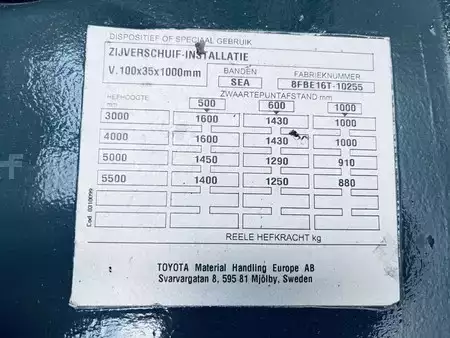 DISPOSITIEF OF SPECIAAL GEBRUIK
ZIJVERSCHUIF-INSTALLATIE
V.100x35x1000mm
BANDEN
SEA
FABRIEKNUMMER
8FBE16T-10255
HEFHOOGTE mm
ZWAARTEPUNTAFSTAND mm
500 600 1000
3000 1600 1430 1000
4000 1600 1430 1000
5000 1450 1290 910
5500 1400 1250 880
Cod. ID10099
REELE HEFKRACHT kg
TOYOTA Material Handling Europe AB
Svarvargatan 8, 595 81 Mjölby, Sweden